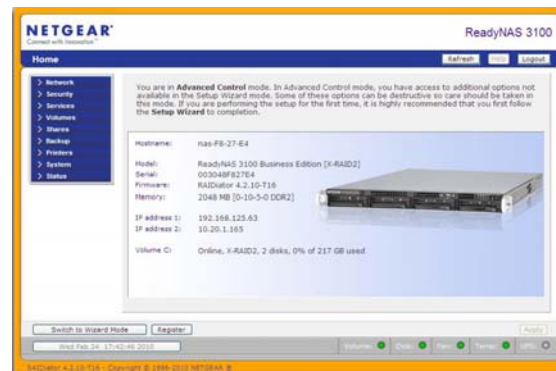 NETGEAR®
Connect with Innovation™
ReadyNAS 3100
Home
Refresh Help Logout
> Network
> Security
> Services
> Volumes
> Shares
> Backup
> Printers
> System
> Status
You are in Advanced Control mode. In Advanced Control mode, you have access to additional options not
available in the Setup Wizard mode. Some of these options can be destructive so care should be taken in
this mode. If you are performing the setup for the first time, it is highly recommended that you first follow
the Setup Wizard to completion.
Hostname: nas-F8-27-E4
Model: ReadyNAS 3100 Business Edition [X-RAID2]
Serial: 003048F827E4
Firmware: RAIDiator 4.2.10-T16
Memory: 2048 MB [0-10-5-0 DDR2]
IP address 1: 192.168.125.63
IP address 2: 10.20.1.165
Volume C: Online, X-RAID2, 2 disks, 0% of 217 GB used
Switch to Wizard Mode Register Apply
Wed Feb 24 17:42:46 2010 Volume: Disk: Fan: Temp: UPS:
RAIDiator 4.2.10-T16 - Copyright © 1996-2010 NETGEAR ®